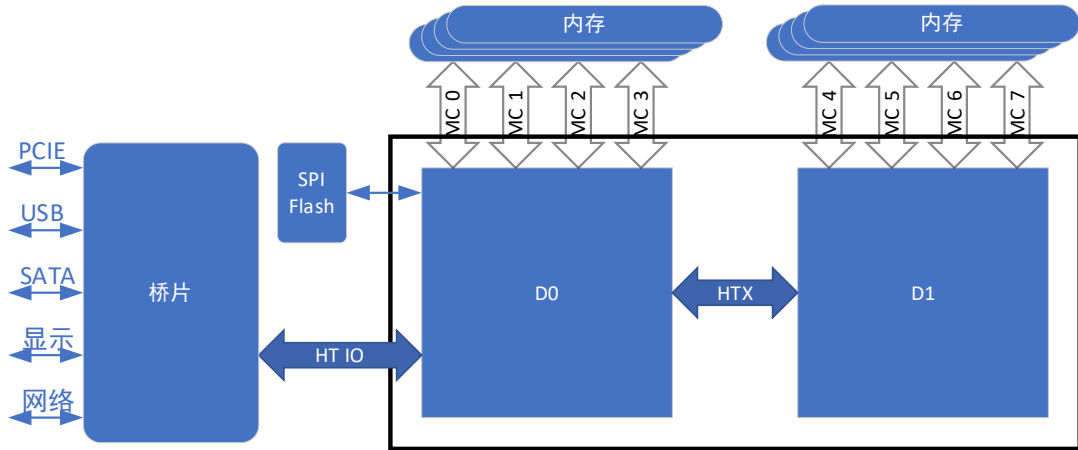 内存
内存
MC 0
MC 1
MC 2
MC 3
MC 4
MC 5
MC 6
MC 7
PCIE
USB
SATA
显示
网络
桥片
SPI
Flash
HT IO
D0
HTX
D1